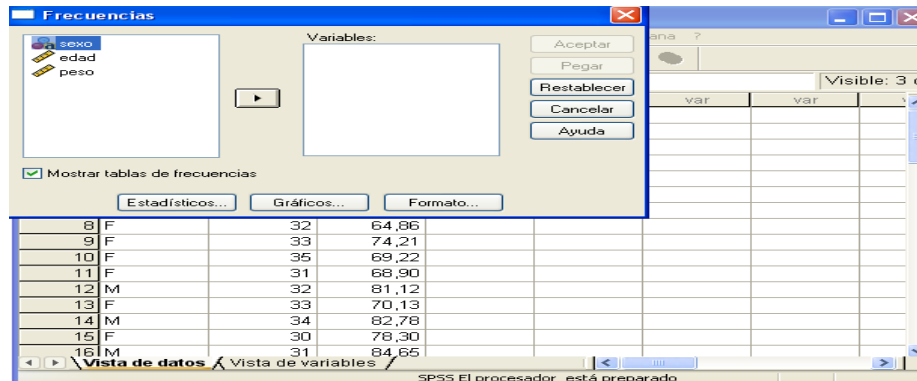 Frecuencias
Variables:
sexo
edad
peso
Aceptar
Pegar
Restablecer
Cancelar
Ayuda
Mostrar tablas de frecuencias
Estadísticos... Gráficos... Formato...
ana ?
Visible: 3
var var
8 F 32 64,86
9 F 33 74,21
10 F 35 69,22
11 F 31 68,90
12 M 32 81,12
13 F 33 70,13
14 M 34 82,78
15 F 30 78,30
16 M 31 84,65
Vista de datos Vista de variables
SPSS El procesador está preparado